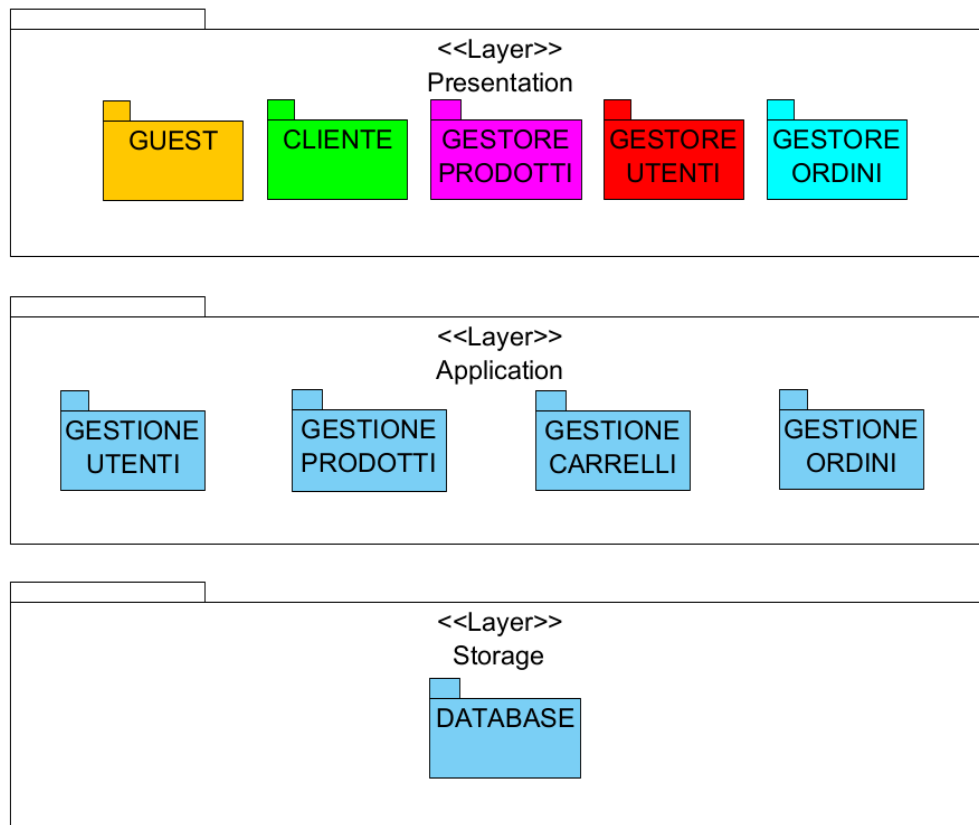 <<Layer>>
Presentation
GUEST
CLIENTE
GESTORE
PRODOTTI
GESTORE
UTENTI
GESTORE
ORDINI
<<Layer>>
Application
GESTIONE
UTENTI
GESTIONE
PRODOTTI
GESTIONE
CARRELLI
GESTIONE
ORDINI
<<Layer>>
Storage
DATABASE